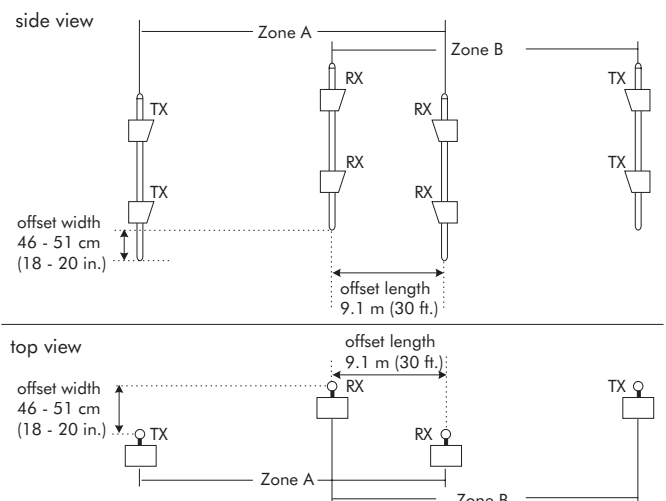 side view
Zone A
Zone B
TX
RX
RX
TX
TX
RX
RX
TX
offset width
46 - 51 cm
(18 - 20 in.)
offset length
9.1 m (30 ft.)
top view
offset length
9.1 m (30 ft.)
offset width
46 - 51 cm
(18 - 20 in.)
RX
TX
TX
RX
Zone A
Zone B